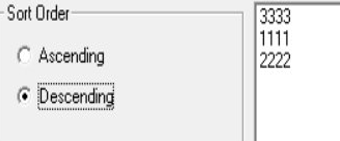 Sort Order
Ascending
Descending
3333
1111
2222